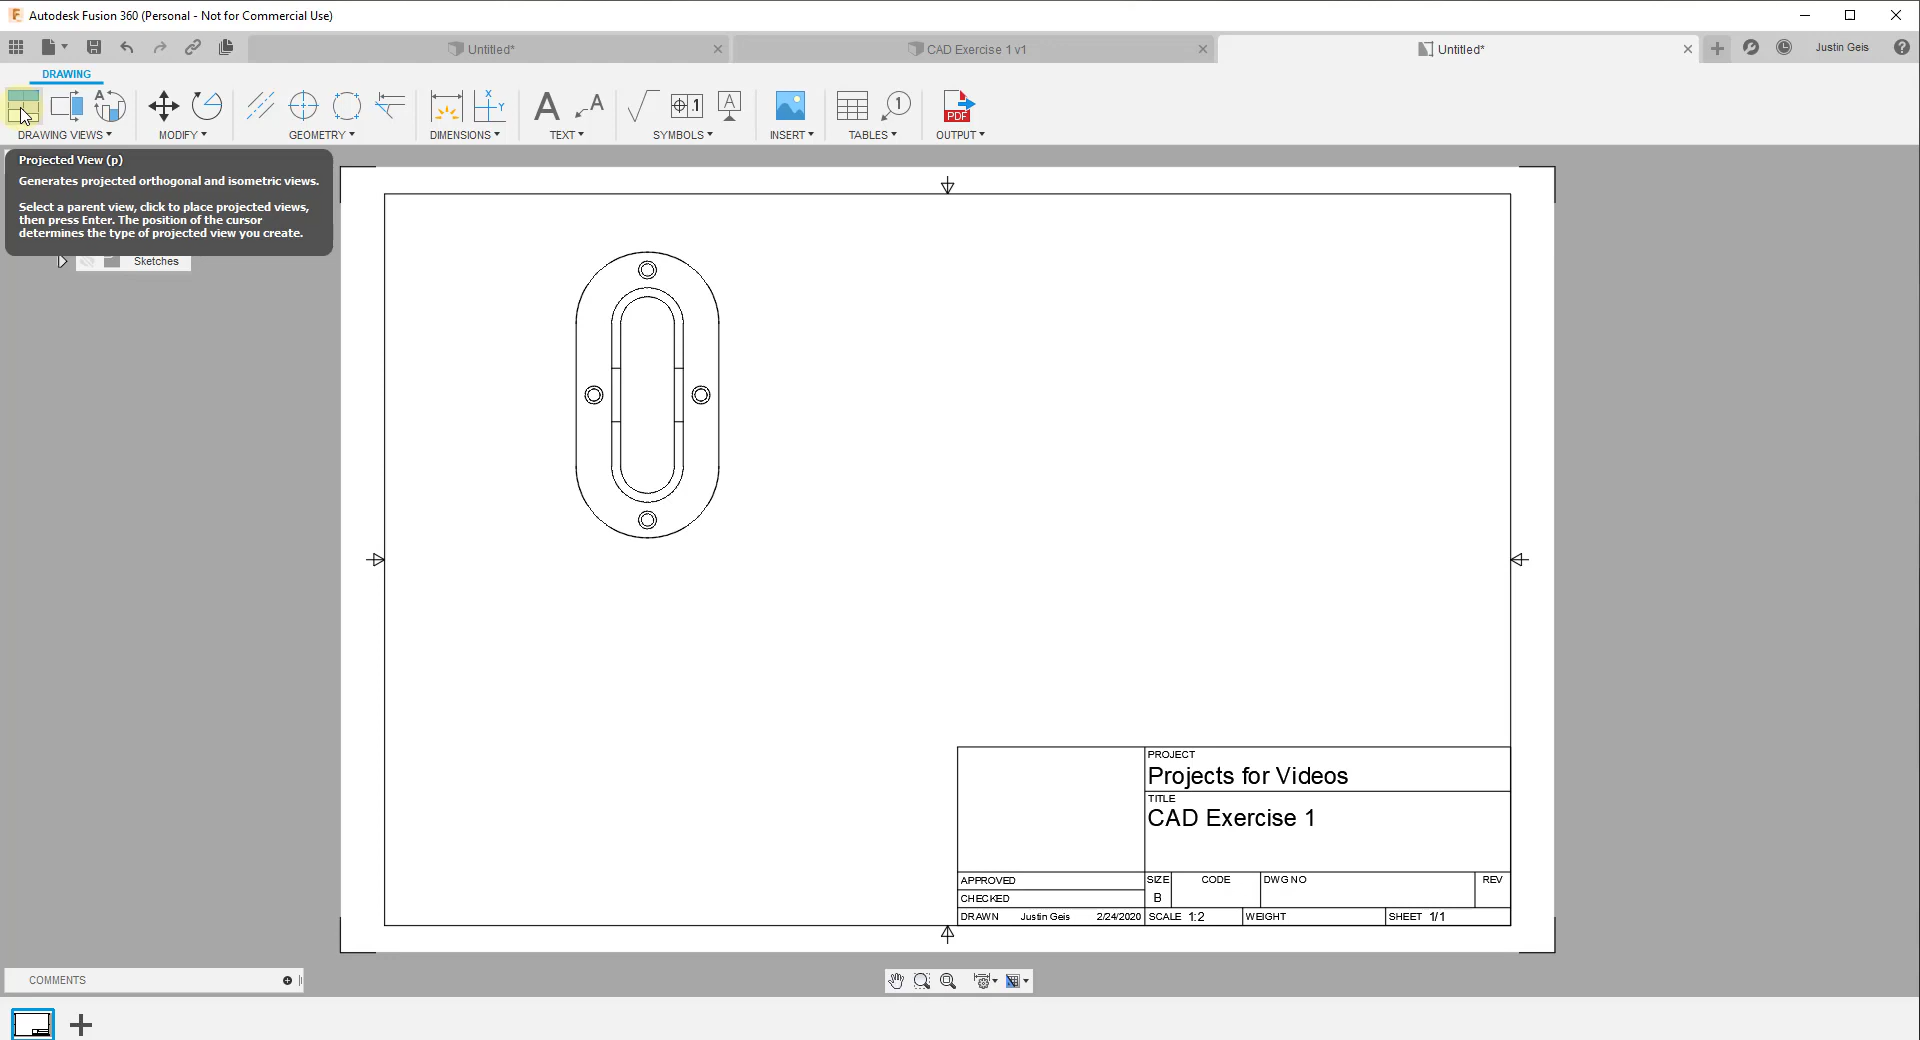 Autodesk Fusion 360 (Personal - Not for Commercial Use)
Untitled*
CAD Exercise 1 v1
Untitled*
Justin Geis
DRAWING
DRAWING VIEWS
MODIFY
GEOMETRY
DIMENSIONS
TEXT
SYMBOLS
INSERT
TABLES
OUTPUT
Projected View (p)
Generates projected orthogonal and isometric views.
Select a parent view, click to place projected views,
then press Enter. The position of the cursor
determines the type of projected view you create.
Sketches
PROJECT
Projects for Videos
TITLE
CAD Exercise 1
APPROVED
SIZE
CODE
DWG NO
REV
CHECKED
B
DRAWN Justin Geis 2/24/2020 SCALE 1:2 WEIGHT SHEET 1/1
COMMENTS